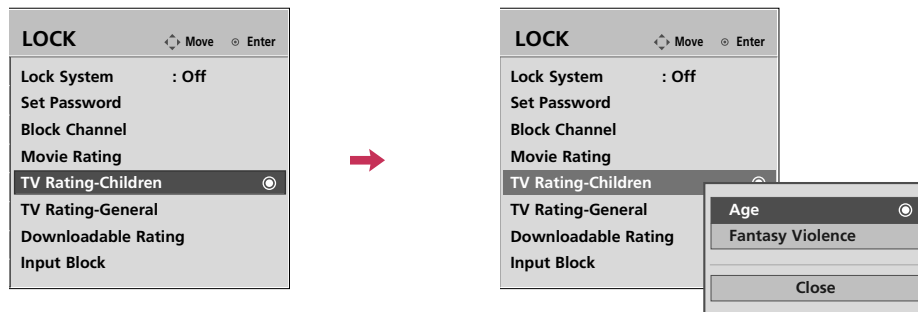 LOCK Move Enter
Lock System : Off
Set Password
Block Channel
Movie Rating
TV Rating-Children
TV Rating-General
Downloadable Rating
Input Block
LOCK Move Enter
Lock System : Off
Set Password
Block Channel
Movie Rating
TV Rating-Children
TV Rating-General
Downloadable Rating
Input Block
Age
Fantasy Violence
Close